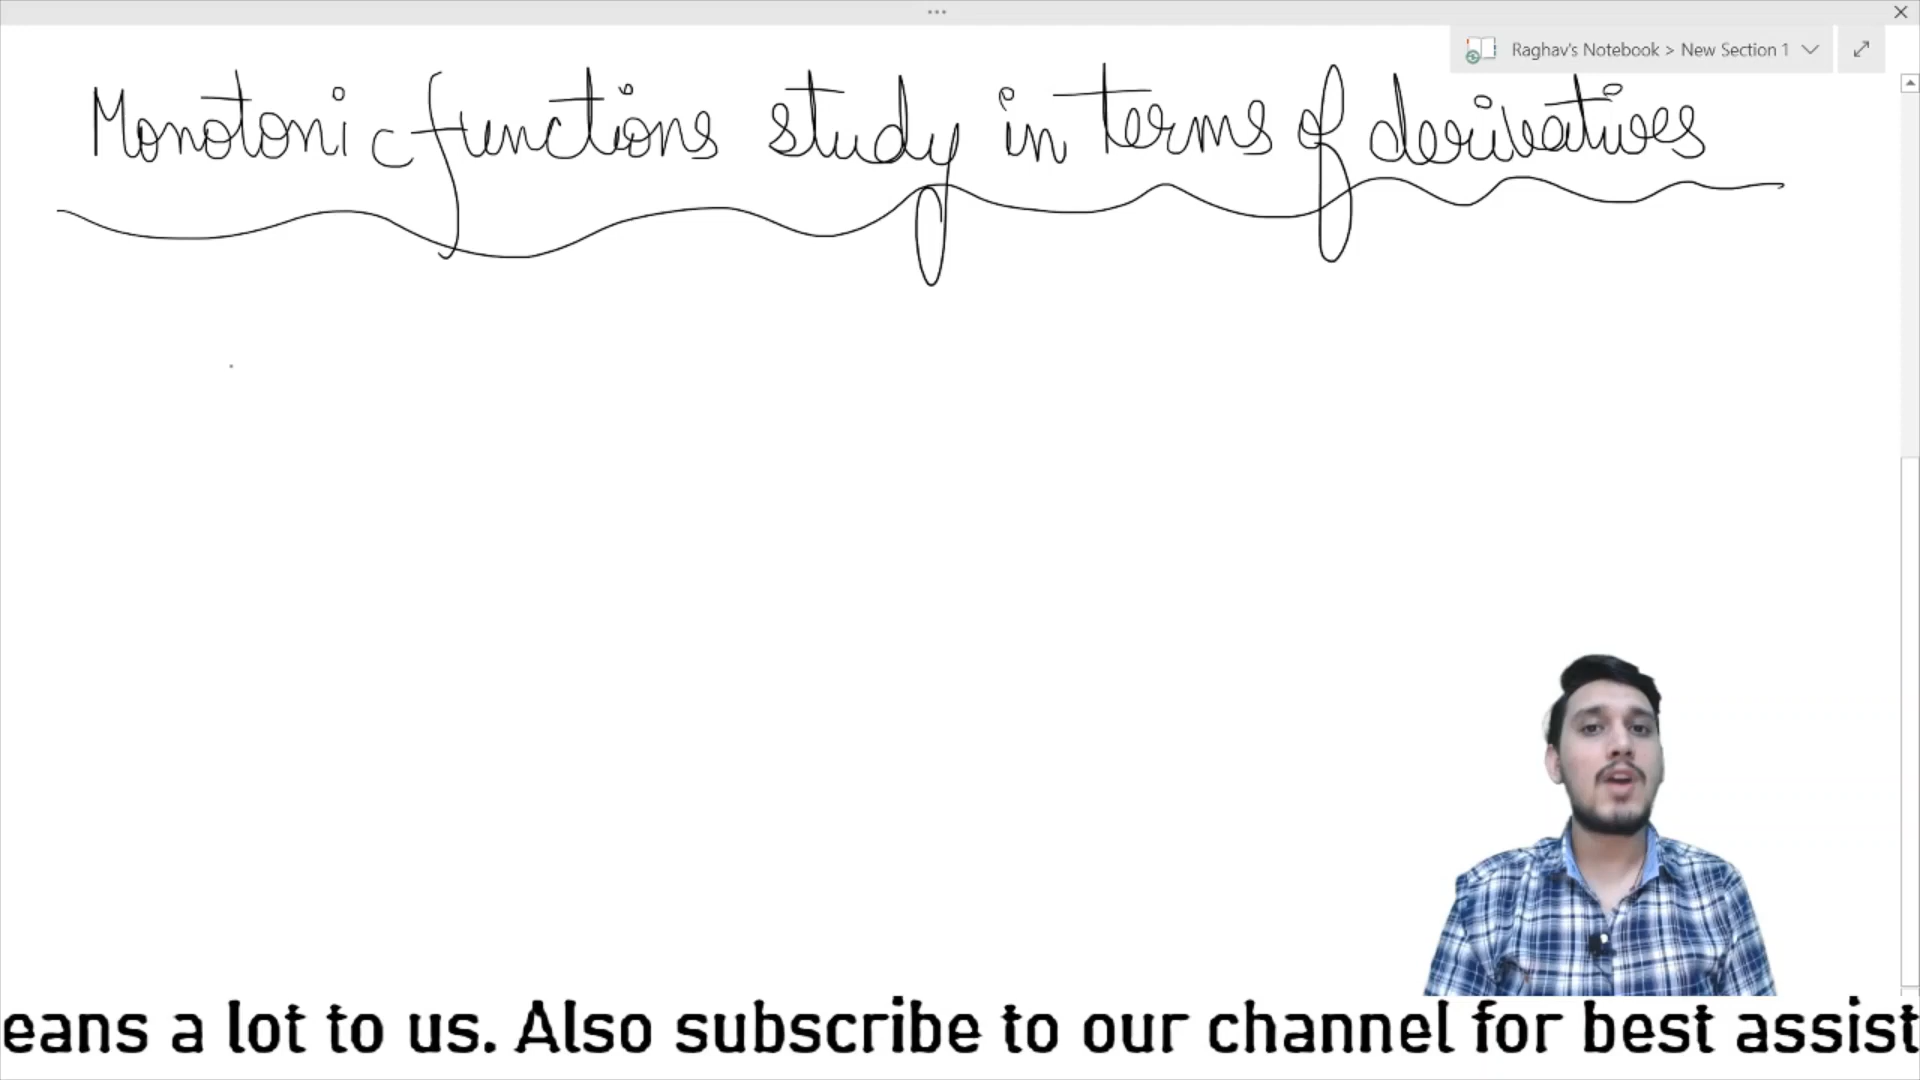 Raghav's Notebook > New Section 1
Monotonic functions study in terms of derivatives
eans a lot to us. Also subscribe to our channel for best assist